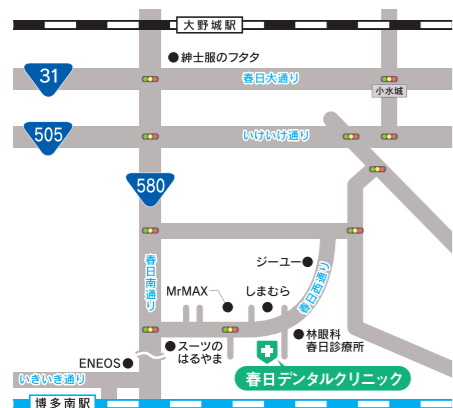 大野城駅
紳士服のフタタ
31
春日大通り
小水城
505
いけいけ通り
580
春日南通り
ジーユー
春日西通り
MrMAX
しまむら
林眼科
春日診療所
スーツの
はるやま
ENEOS
春日デンタルクリニック
いきいき通り
博多南駅